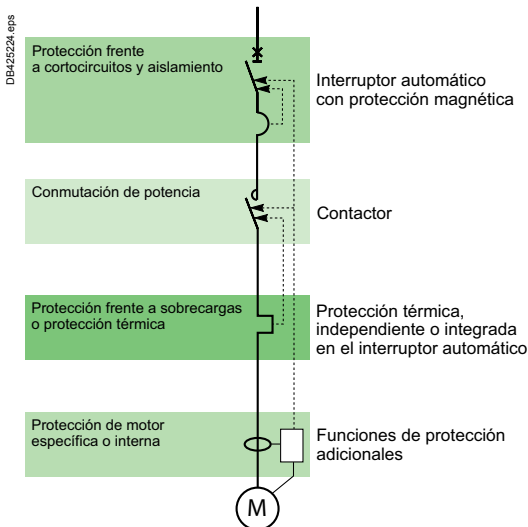 DB425224.eps
Protección frente
a cortocircuitos y aislamiento
Interruptor automático
con protección magnética
Conmutación de potencia
Contactor
Protección frente a sobrecargas
o protección térmica
Protección térmica,
independiente o integrada
en el interruptor automático
Protección de motor
específica o interna
Funciones de protección
adicionales
M